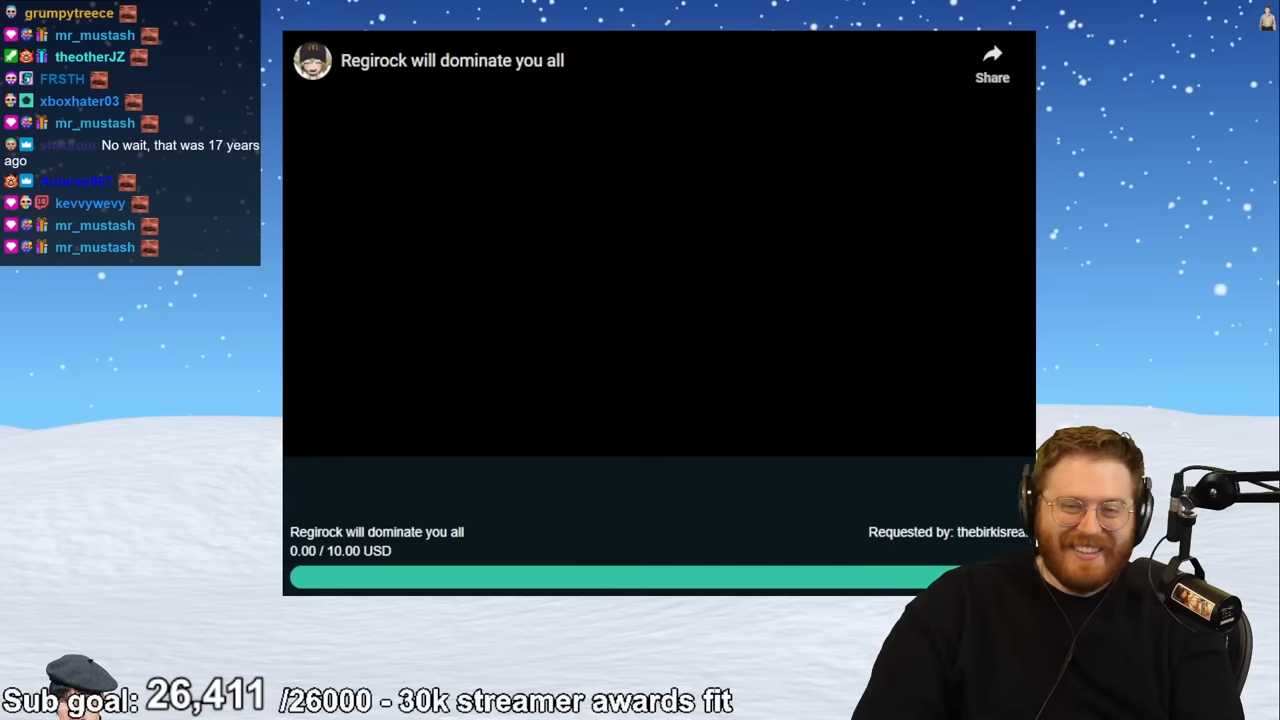 grumpytreece
mr_mustash
theotherJZ
FRSTH
xboxhater03
mr_mustash
No wait, that was 17 years
ago
kevvywevy
mr_mustash
mr_mustash
Regirock will dominate you all
Share
Regirock will dominate you all
Requested by: thebirkisrea
0.00 / 10.00 USD
Sub goal: 26,411 /26000 - 30k streamer awards fit